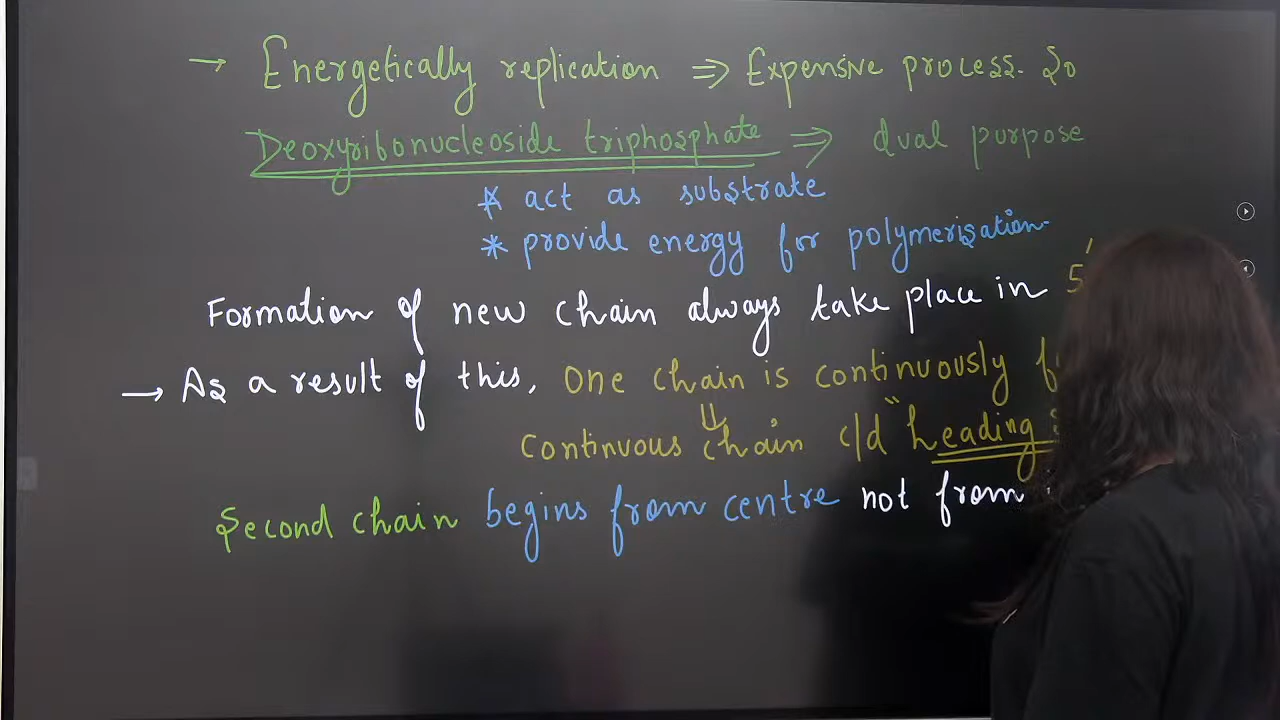 → Energetically replication ⇒ Expensive process. So
Deoxyribonucleoside triphosphate ⇒ dual purpose
* act as substrate
* provide energy for polymerisation.
Formation of new chain always take place in 5'
→ As a result of this, one chain is continuously
⇓
continuous chain c/d "heading
Second chain begins from centre not from